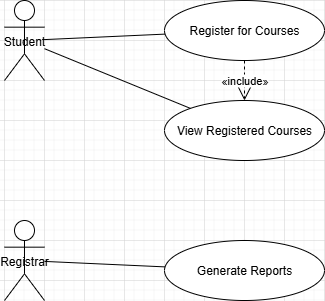 Student
Register for Courses
«include»
View Registered Courses
Registrar
Generate Reports